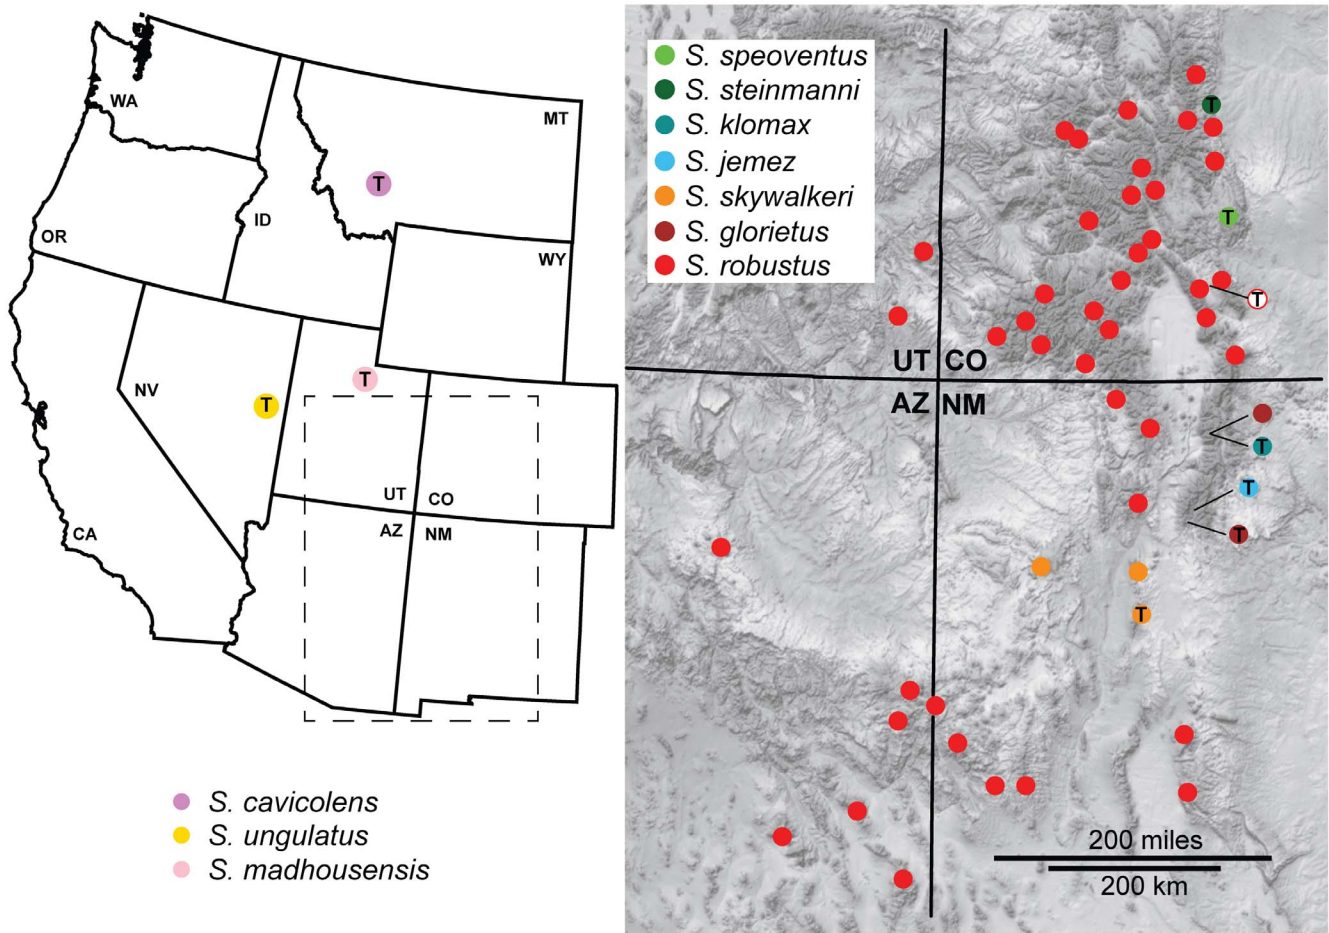 WA
MT
T
OR
ID
WY
NV
T
T
CA
UT
CO
AZ
NM
S. cavicolens
S. ungulatus
S. madhousensis
S. speoventus
S. steinmanni
S. klomax
S. jemez
S. skywalkeri
S. glorietus
S. robustus
T
T
T
UT CO
AZ NM
T
T
T
T
200 miles
200 km